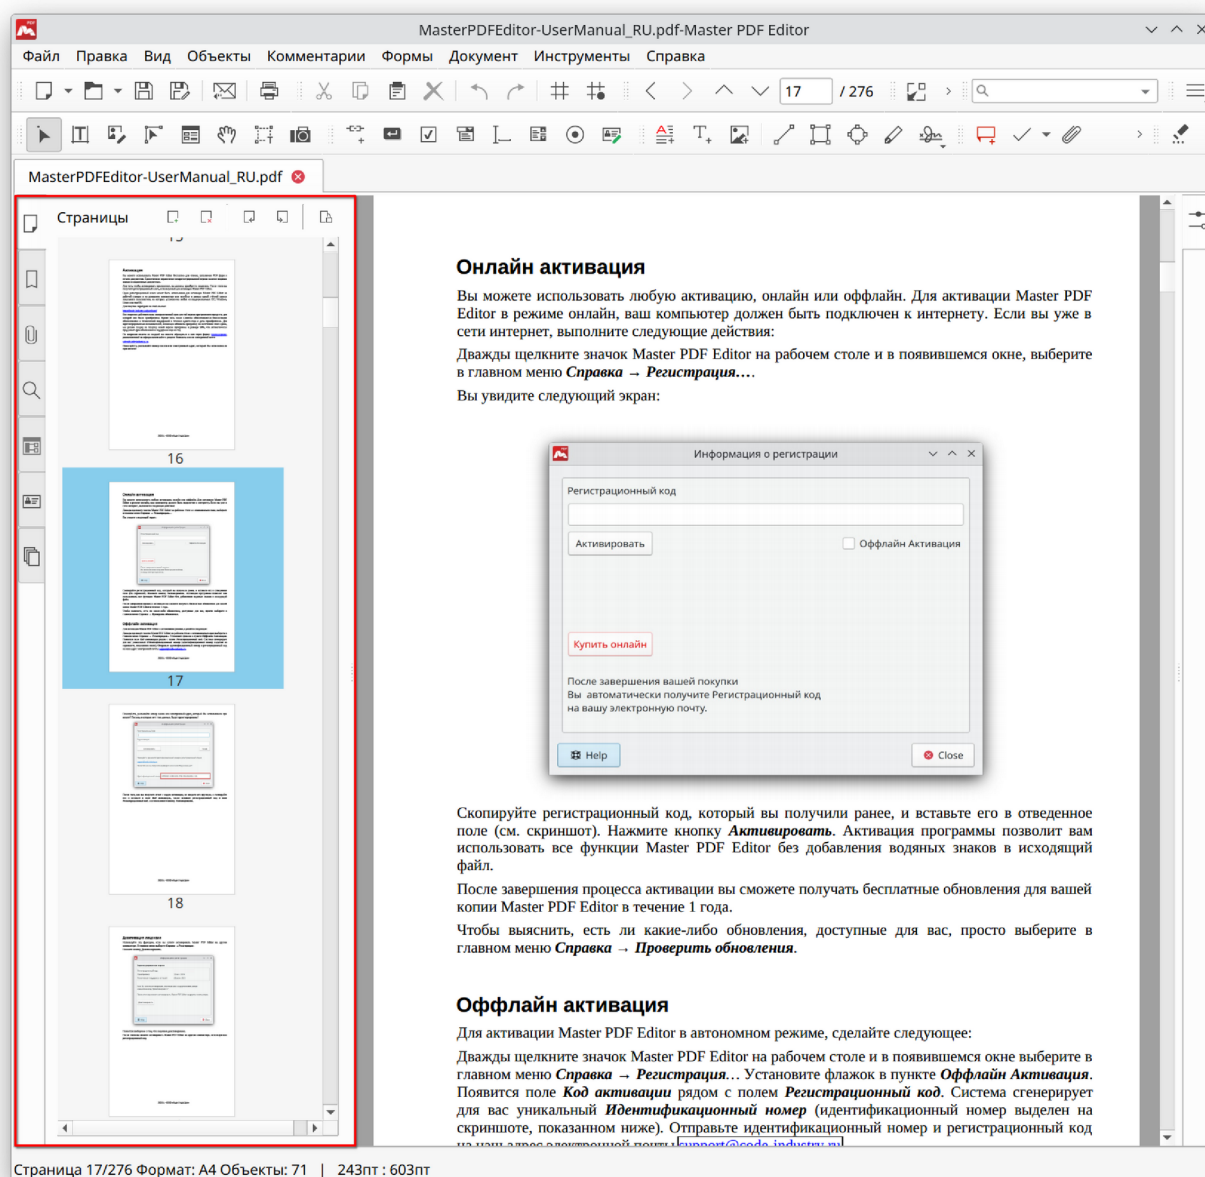 MasterPDFEditor-UserManual_RU.pdf-Master PDF Editor
Файл Правка Вид Объекты Комментарии Формы Документ Инструменты Справка
17 / 276
MasterPDFEditor-UserManual_RU.pdf
Страницы
16
17
18
Онлайн активация
Вы можете использовать любую активацию, онлайн или оффлайн. Для активации Master PDF
Editor в режиме онлайн, ваш компьютер должен быть подключен к интернету. Если вы уже в
сети интернет, выполните следующие действия:
Дважды щелкните значок Master PDF Editor на рабочем столе и в появившемся окне, выберите
в главном меню Справка → Регистрация….
Вы увидите следующий экран:
Информация о регистрации
Регистрационный код
Активировать
Оффлайн Активация
Купить онлайн
После завершения вашей покупки
Вы автоматически получите Регистрационный код
на вашу электронную почту.
Help
Close
Скопируйте регистрационный код, который вы получили ранее, и вставьте его в отведенное
поле (см. скриншот). Нажмите кнопку Активировать. Активация программы позволит вам
использовать все функции Master PDF Editor без добавления водяных знаков в исходящий
файл.
После завершения процесса активации вы сможете получать бесплатные обновления для вашей
копии Master PDF Editor в течение 1 года.
Чтобы выяснить, есть ли какие-либо обновления, доступные для вас, просто выберите в
главном меню Справка → Проверить обновления.
Оффлайн активация
Для активации Master PDF Editor в автономном режиме, сделайте следующее:
Дважды щелкните значок Master PDF Editor на рабочем столе и в появившемся окне выберите в
главном меню Справка → Регистрация… Установите флажок в пункте Оффлайн Активация.
Появится поле Код активации рядом с полем Регистрационный код. Система сгенерирует
для вас уникальный Идентификационный номер (идентификационный номер выделен на
скриншоте, показанном ниже). Отправьте идентификационный номер и регистрационный код
на наш адрес электронной почты support@code-industry.ru
Страница 17/276 Формат: A4 Объекты: 71 | 243пт : 603пт